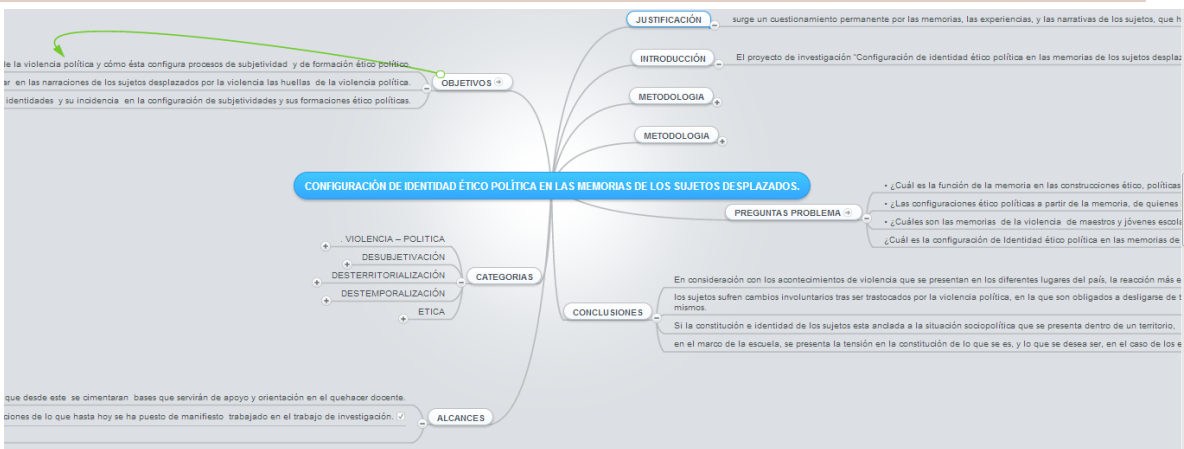 JUSTIFICACIÓN
surge un cuestionamiento permanente por las memorias, las experiencias, y las narrativas de los sujetos, que h
INTRODUCCIÓN
El proyecto de investigación "Configuración de identidad ético política en las memorias de los sujetos desplaz
METODOLOGIA
METODOLOGIA
de la violencia política y cómo ésta configura procesos de subjetividad y de formación ético político.
ar en las narraciones de los sujetos desplazados por la violencia las huellas de la violencia política.
identidades y su incidencia en la configuración de subjetividades y sus formaciones ético políticas.
OBJETIVOS
CONFIGURACIÓN DE IDENTIDAD ÉTICO POLÍTICA EN LAS MEMORIAS DE LOS SUJETOS DESPLAZADOS.
PREGUNTAS PROBLEMA
• ¿Cuál es la función de la memoria en las construcciones ético, políticas
• ¿Las configuraciones ético políticas a partir de la memoria, de quienes
• ¿Cuáles son las memorias de la violencia de maestros y jóvenes escola
¿Cuál es la configuración de Identidad ético política en las memorias de
. VIOLENCIA – POLITICA
DESUBJETIVACIÓN
DESTERRITORIALIZACIÓN
DESTEMPORALIZACIÓN
ETICA
CATEGORIAS
CONCLUSIONES
En consideración con los acontecimientos de violencia que se presentan en los diferentes lugares del país, la reacción más e
los sujetos sufren cambios involuntarios tras ser trastocados por la violencia política, en la que son obligados a desligarse de t
mismos.
Si la constitución e identidad de los sujetos esta anclada a la situación sociopolítica que se presenta dentro de un territorio,
en el marco de la escuela, se presenta la tensión en la constitución de lo que se es, y lo que se desea ser, en el caso de los e
que desde este se cimentaran bases que servirán de apoyo y orientación en el quehacer docente.
ciones de lo que hasta hoy se ha puesto de manifiesto trabajado en el trabajo de investigación.
ALCANCES